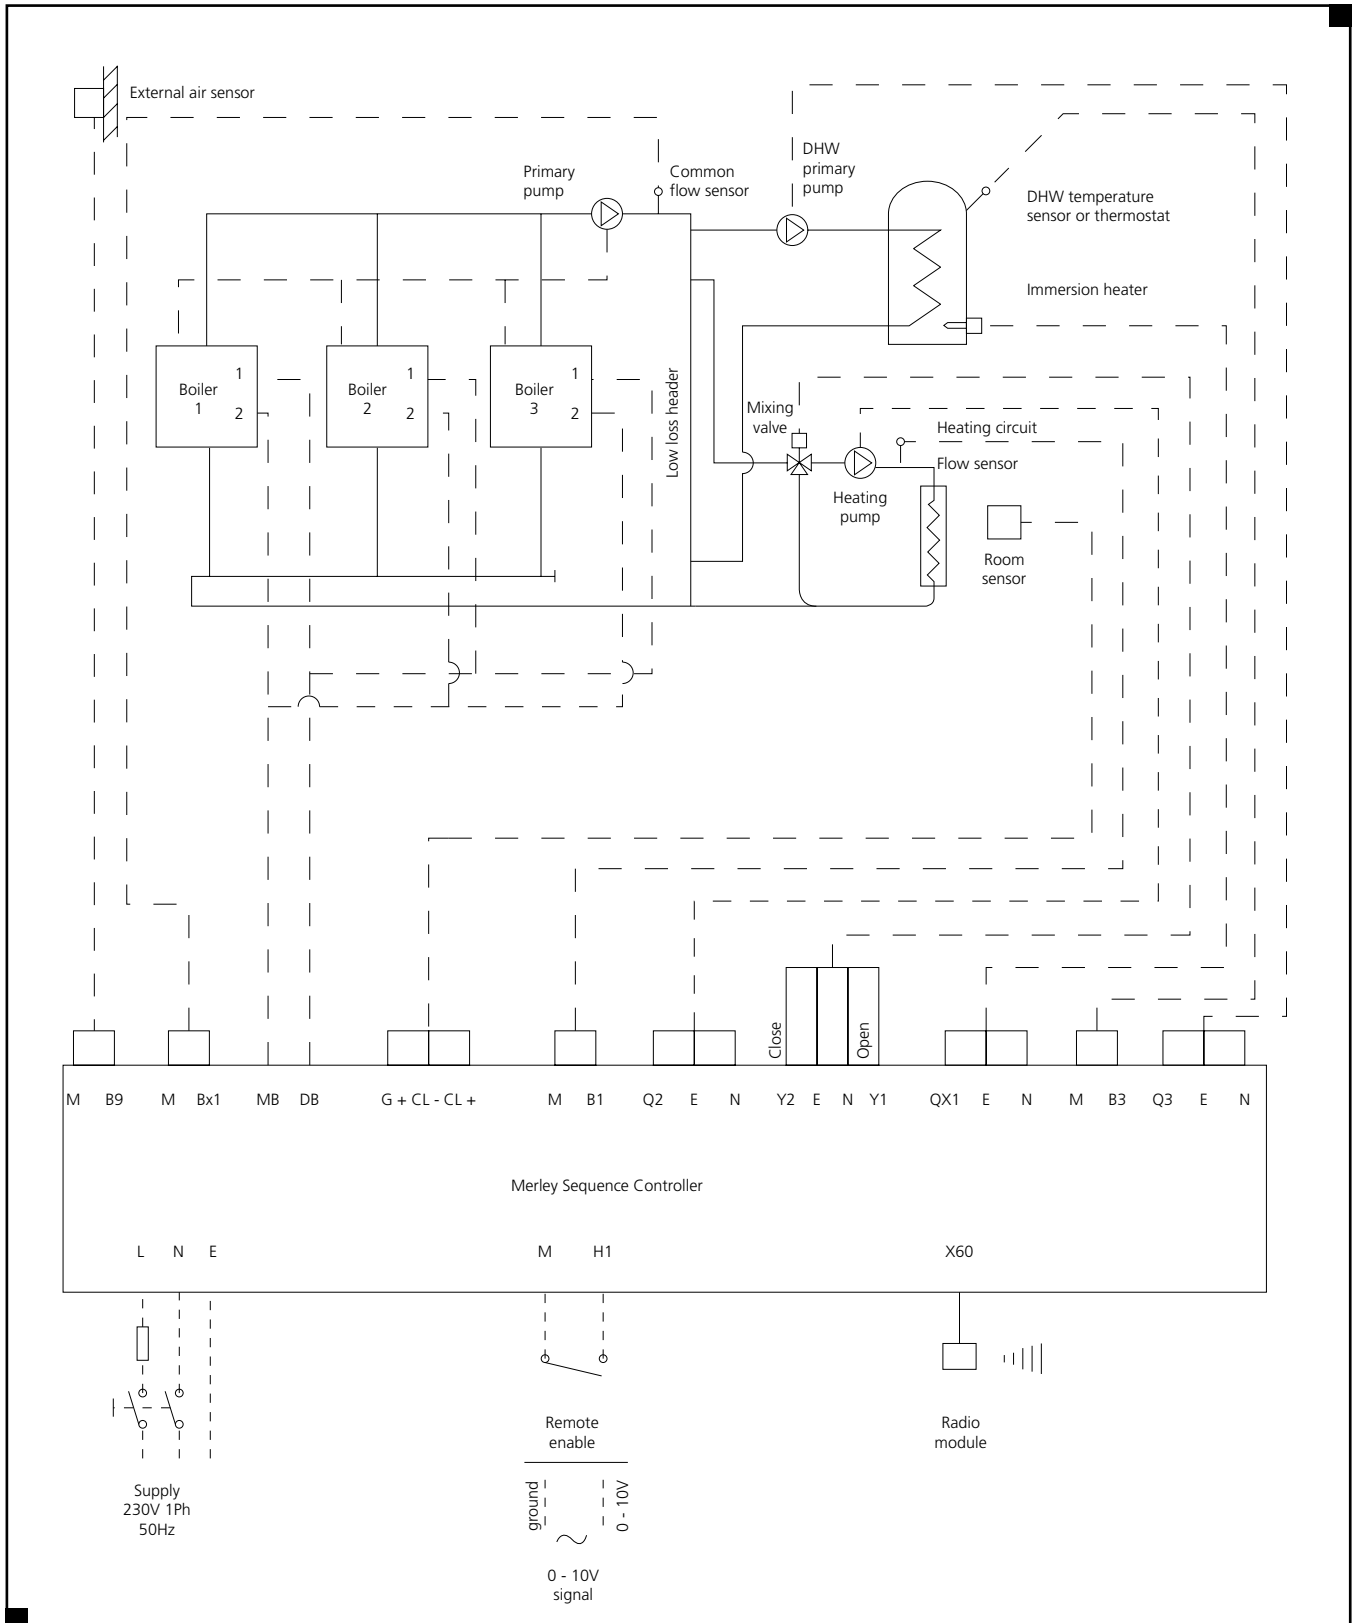 External air sensor
Primary
pump
Common
flow sensor
DHW
primary
pump
DHW temperature
sensor or thermostat
Immersion heater
Boiler
1
1
2
Boiler
2
1
2
Boiler
3
1
2
Low loss header
Mixing
valve
Heating circuit
Flow sensor
Heating
pump
Room
sensor
Close
Open
M B9 M Bx1 MB DB G + CL - CL + M B1 Q2 E N Y2 E N Y1 QX1 E N M B3 Q3 E N
Merley Sequence Controller
L N E M H1 X60
Supply
230V 1Ph
50Hz
Remote
enable
ground
0 - 10V
0 - 10V
signal
Radio
module